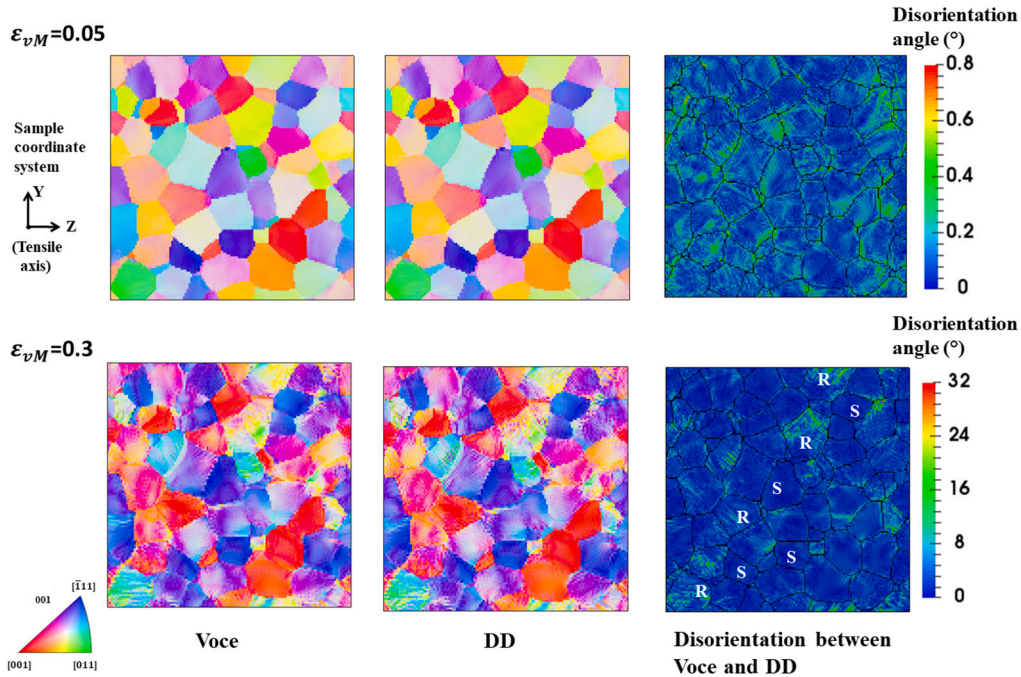 εvM=0.05
Disorientation
angle (°)
Sample
coordinate
system
Y
Z
(Tensile
axis)
0.8
0.6
0.4
0.2
0
εvM=0.3
Disorientation
angle (°)
32
24
16
8
0
R
S
R
S
R
S
S
R
001
[1̄11]
[001]
[011]
Voce
DD
Disorientation between
Voce and DD